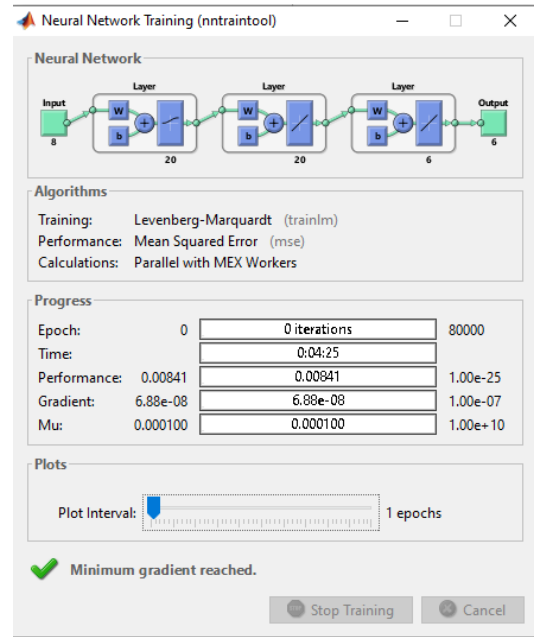 Neural Network Training (nntraintool)
Neural Network
Layer Layer Layer
Input Output
W W W
b b b
8 20 20 6 6
Algorithms
Training: Levenberg-Marquardt (trainlm)
Performance: Mean Squared Error (mse)
Calculations: Parallel with MEX Workers
Progress
Epoch: 0 0 iterations 80000
Time: 0:04:25
Performance: 0.00841 0.00841 1.00e-25
Gradient: 6.88e-08 6.88e-08 1.00e-07
Mu: 0.000100 0.000100 1.00e+10
Plots
Plot Interval: 1 epochs
Minimum gradient reached.
Stop Training Cancel